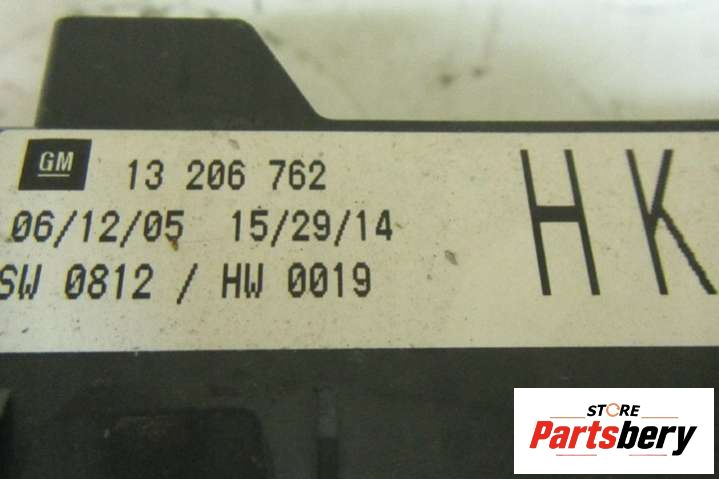 GM 13 206 762
06/12/05 15/29/14
SW 0812 / HW 0019
HK
STORE
Partsbery